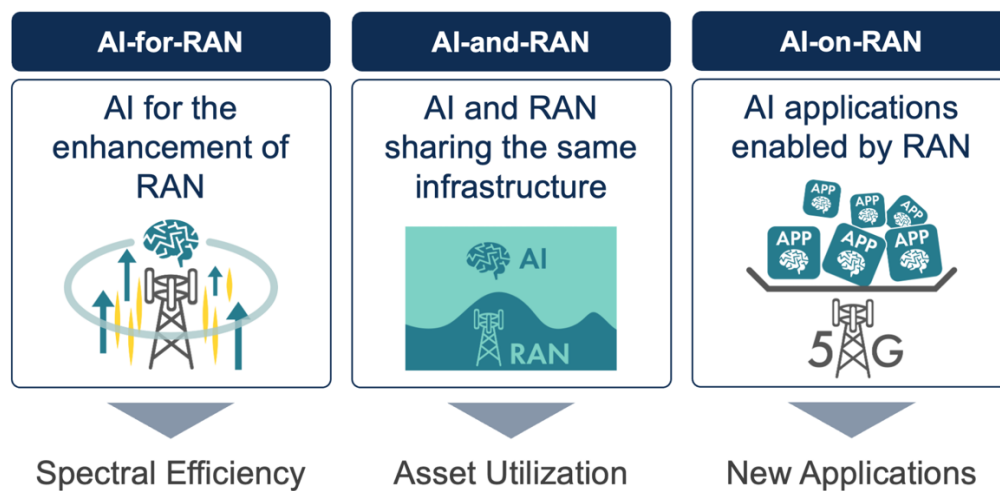 AI-for-RAN
AI for the
enhancement of
RAN
Spectral Efficiency
AI-and-RAN
AI and RAN
sharing the same
infrastructure
AI
RAN
Asset Utilization
AI-on-RAN
AI applications
enabled by RAN
APP
APP
APP
APP
APP
APP
5G
New Applications